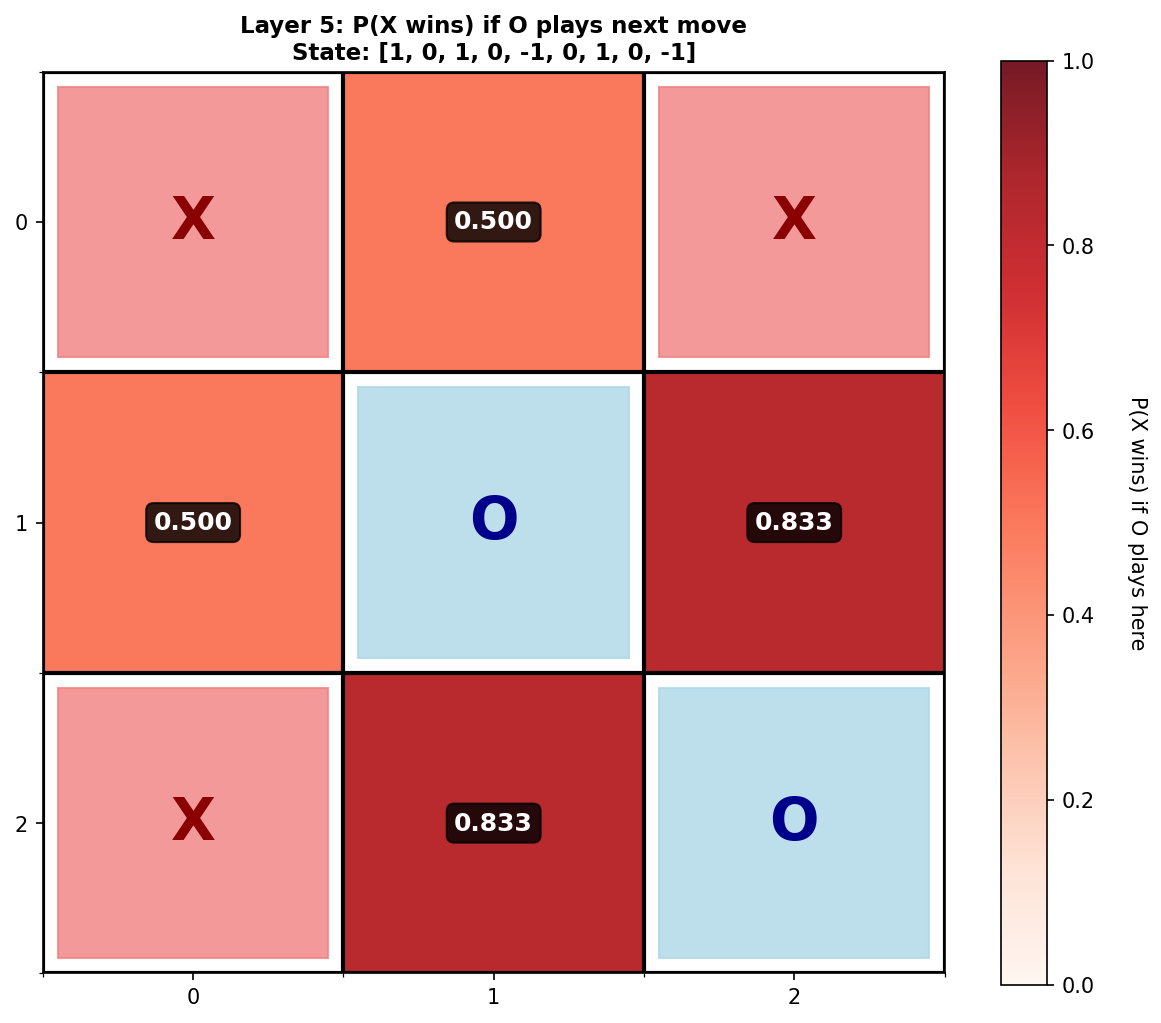 Layer 5: P(X wins) if O plays next move
State: [1, 0, 1, 0, -1, 0, 1, 0, -1]
0
X
0.500
X
1
0.500
O
0.833
2
X
0.833
O
0
1
2
1.0
0.8
0.6
0.4
0.2
0.0
P(X wins) if O plays here